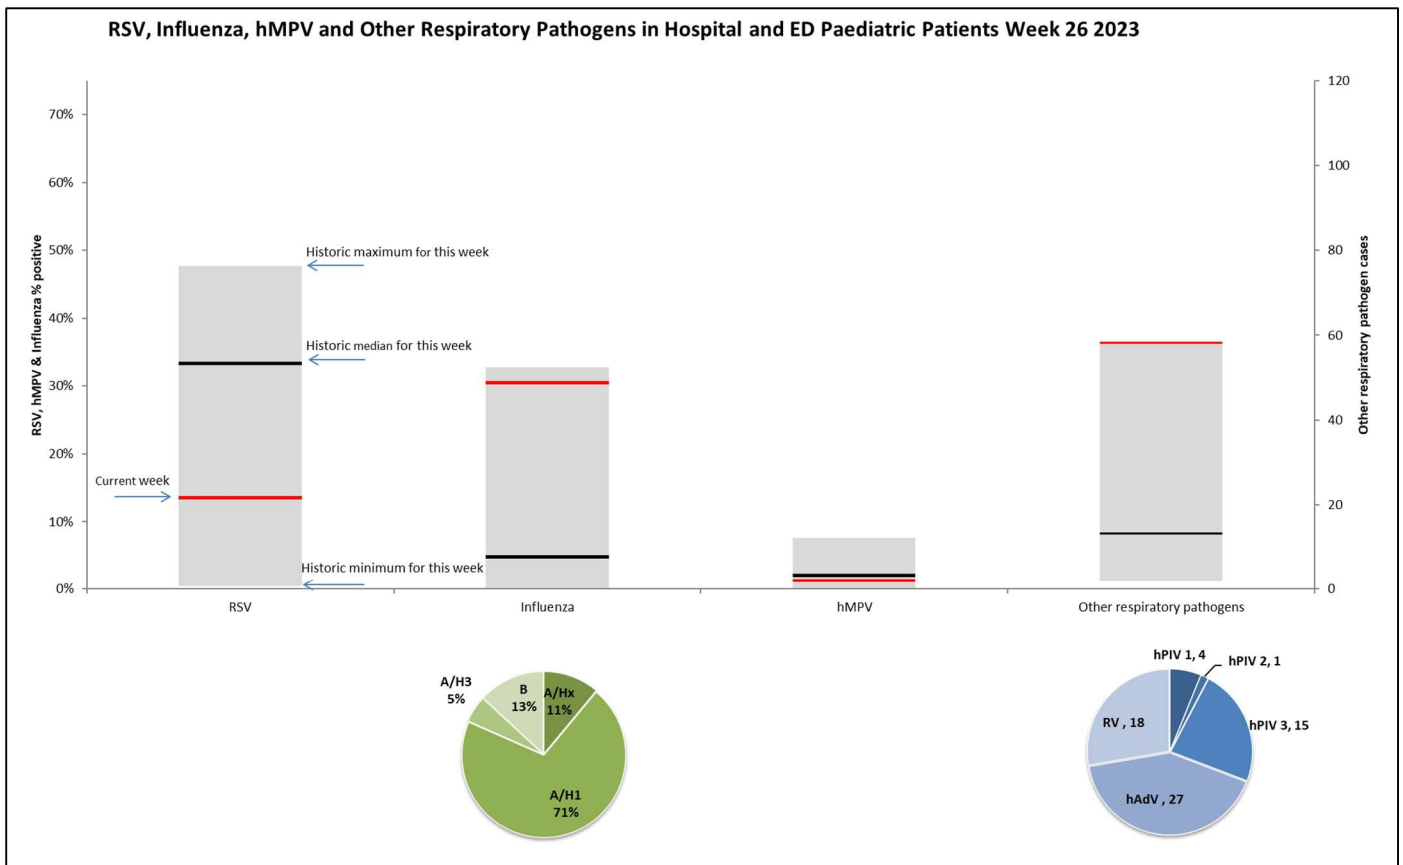 RSV, Influenza, hMPV and Other Respiratory Pathogens in Hospital and ED Paediatric Patients Week 26 2023
RSV, hMPV & Influenza % positive
70%
60%
50%
40%
30%
20%
10%
0%
Historic maximum for this week
Historic median for this week
Current week
Historic minimum for this week
120
100
80
60
40
20
0
Other respiratory pathogen cases
RSV
Influenza
hMPV
Other respiratory pathogens
A/H3
5%
B
13%
A/Hx
11%
A/H1
71%
hPIV 1, 4
hPIV 2, 1
hPIV 3, 15
RV , 18
hAdV , 27